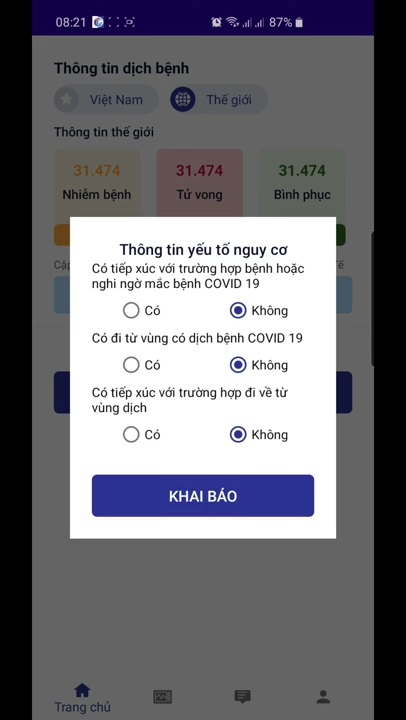 08:21
87%
Thông tin dịch bệnh
Việt Nam
Thế giới
Thông tin thế giới
31.474
31.474
31.474
Nhiễm bệnh
Tử vong
Bình phục
Thông tin yếu tố nguy cơ
Có tiếp xúc với trường hợp bệnh hoặc
nghi ngờ mắc bệnh COVID 19
Có
Không
Có đi từ vùng có dịch bệnh COVID 19
Có
Không
Có tiếp xúc với trường hợp đi về từ
vùng dịch
Có
Không
KHAI BÁO
Trang chủ